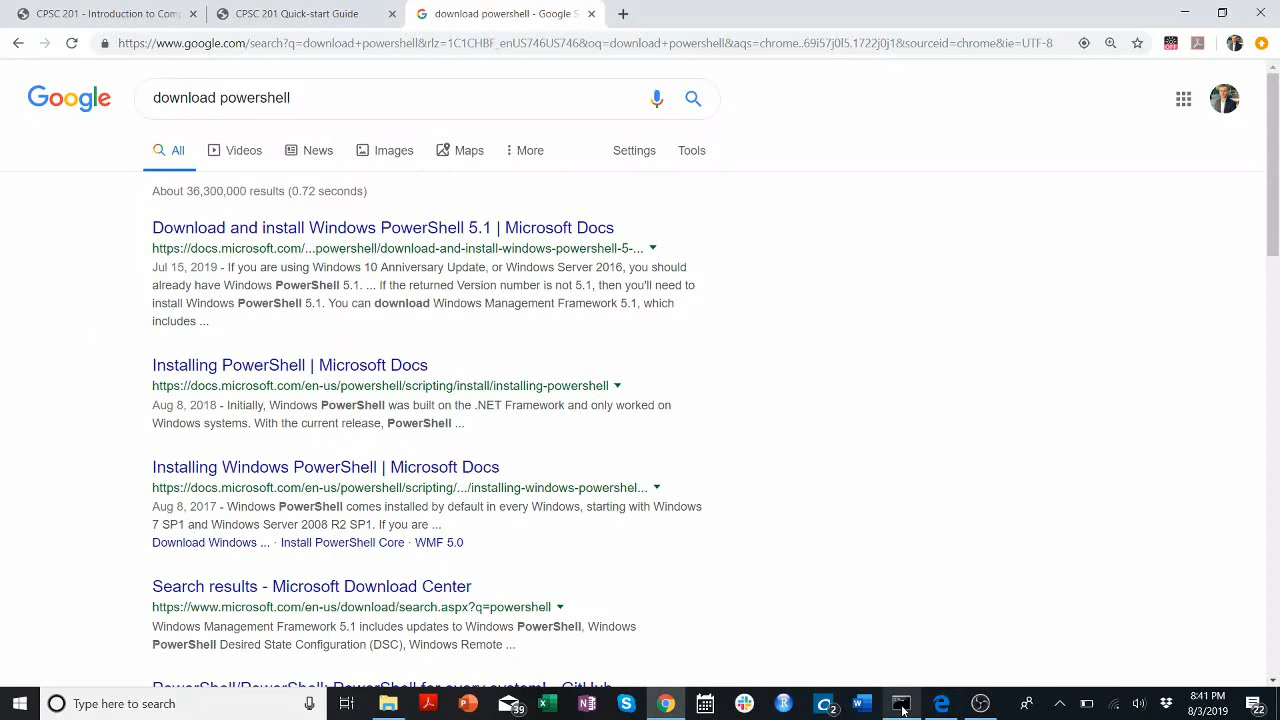 CPSC 201 - Introduction to Comp
CPSC 201 Quick-start Guide
download powershell - Google S
https://www.google.com/search?q=download+powershell&rlz=1C1CHBF_enUS746US746&oq=download+powershell&aqs=chrome..69i57j0l5.1722j0j1&sourceid=chrome&ie=UTF-8
OFF
Google
download powershell
All
Videos
News
Images
Maps
More
Settings
Tools
About 36,300,000 results (0.72 seconds)
Download and install Windows PowerShell 5.1 | Microsoft Docs
https://docs.microsoft.com/...powershell/download-and-install-windows-powershell-5-...
Jul 15, 2019 - If you are using Windows 10 Anniversary Update, or Windows Server 2016, you should
already have Windows PowerShell 5.1. ... If the returned Version number is not 5.1, then you'll need to
install Windows PowerShell 5.1. You can download Windows Management Framework 5.1, which
includes ...
Installing PowerShell | Microsoft Docs
https://docs.microsoft.com/en-us/powershell/scripting/install/installing-powershell
Aug 8, 2018 - Initially, Windows PowerShell was built on the .NET Framework and only worked on
Windows systems. With the current release, PowerShell ...
Installing Windows PowerShell | Microsoft Docs
https://docs.microsoft.com/en-us/powershell/scripting/.../installing-windows-powershel...
Aug 8, 2017 - Windows PowerShell comes installed by default in every Windows, starting with Windows
7 SP1 and Windows Server 2008 R2 SP1. If you are ...
Download Windows ... · Install PowerShell Core · WMF 5.0
Search results - Microsoft Download Center
https://www.microsoft.com/en-us/download/search.aspx?q=powershell
Windows Management Framework 5.1 includes updates to Windows PowerShell, Windows
PowerShell Desired State Configuration (DSC), Windows Remote ...
PowerShell/PowerShell: PowerShell for every system! - GitHub
Type here to search
39
2
8:41 PM
8/3/2019
22